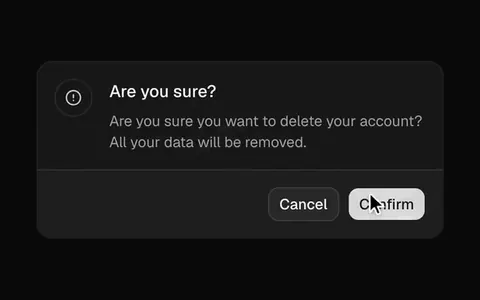 Are you sure?
Are you sure you want to delete your account?
All your data will be removed.
Cancel
Confirm